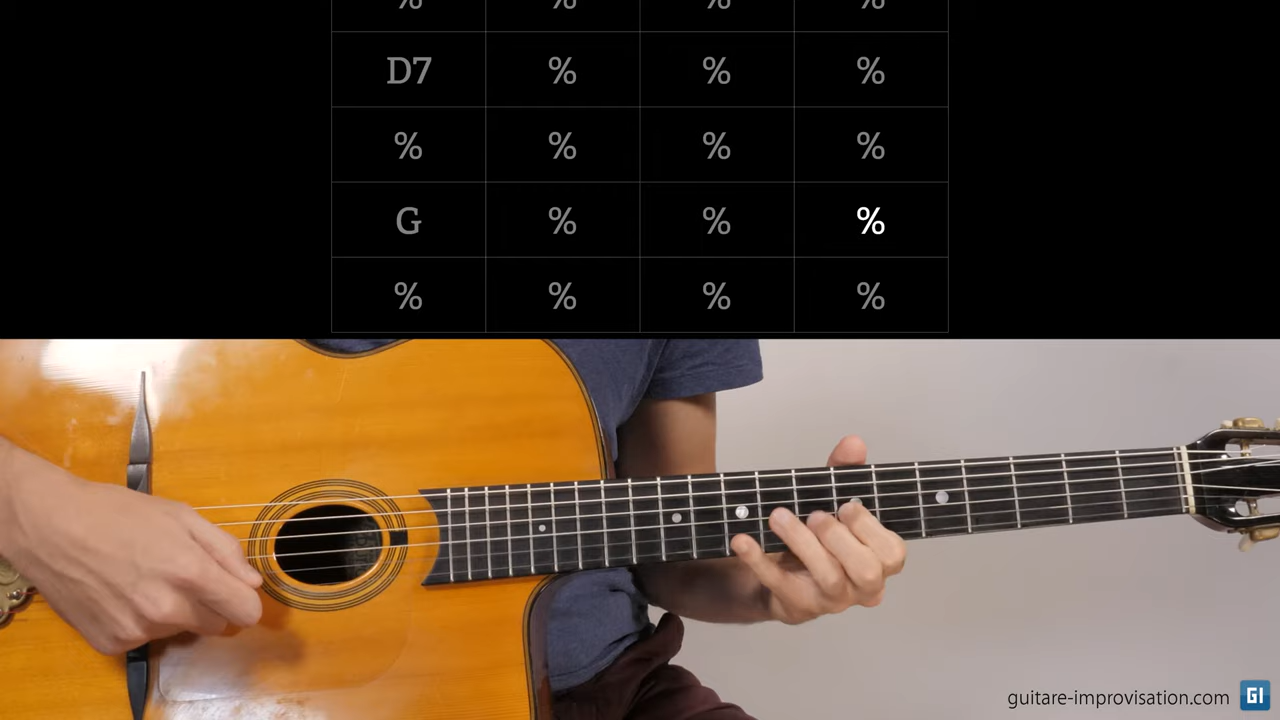 % % %
D7 % % %
% % % %
G % % %
% % % %
guitare-improvisation.com GI